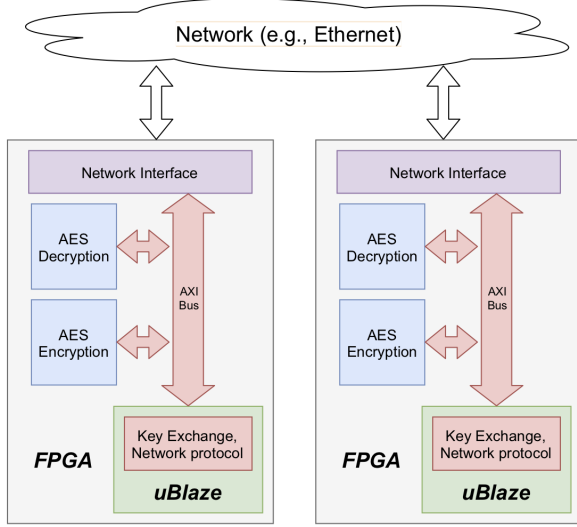 Network (e.g., Ethernet)
Network Interface
AES
Decryption
AXI
Bus
AES
Encryption
Key Exchange,
Network protocol
FPGA
uBlaze
Network Interface
AES
Decryption
AXI
Bus
AES
Encryption
Key Exchange,
Network protocol
FPGA
uBlaze